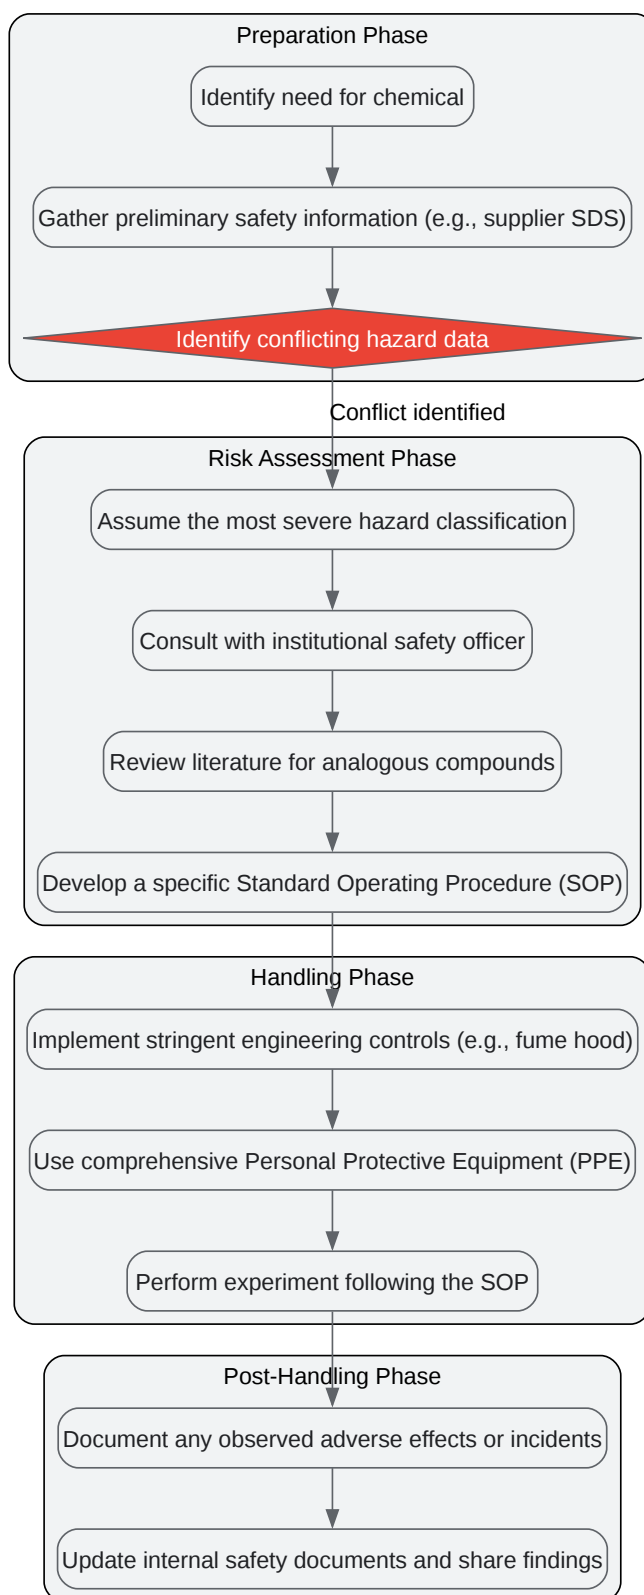 Preparation Phase
Identify need for chemical
Gather preliminary safety information (e.g., supplier SDS)
Identify conflicting hazard data
Conflict identified
Risk Assessment Phase
Assume the most severe hazard classification
Consult with institutional safety officer
Review literature for analogous compounds
Develop a specific Standard Operating Procedure (SOP)
Handling Phase
Implement stringent engineering controls (e.g., fume hood)
Use comprehensive Personal Protective Equipment (PPE)
Perform experiment following the SOP
Post-Handling Phase
Document any observed adverse effects or incidents
Update internal safety documents and share findings